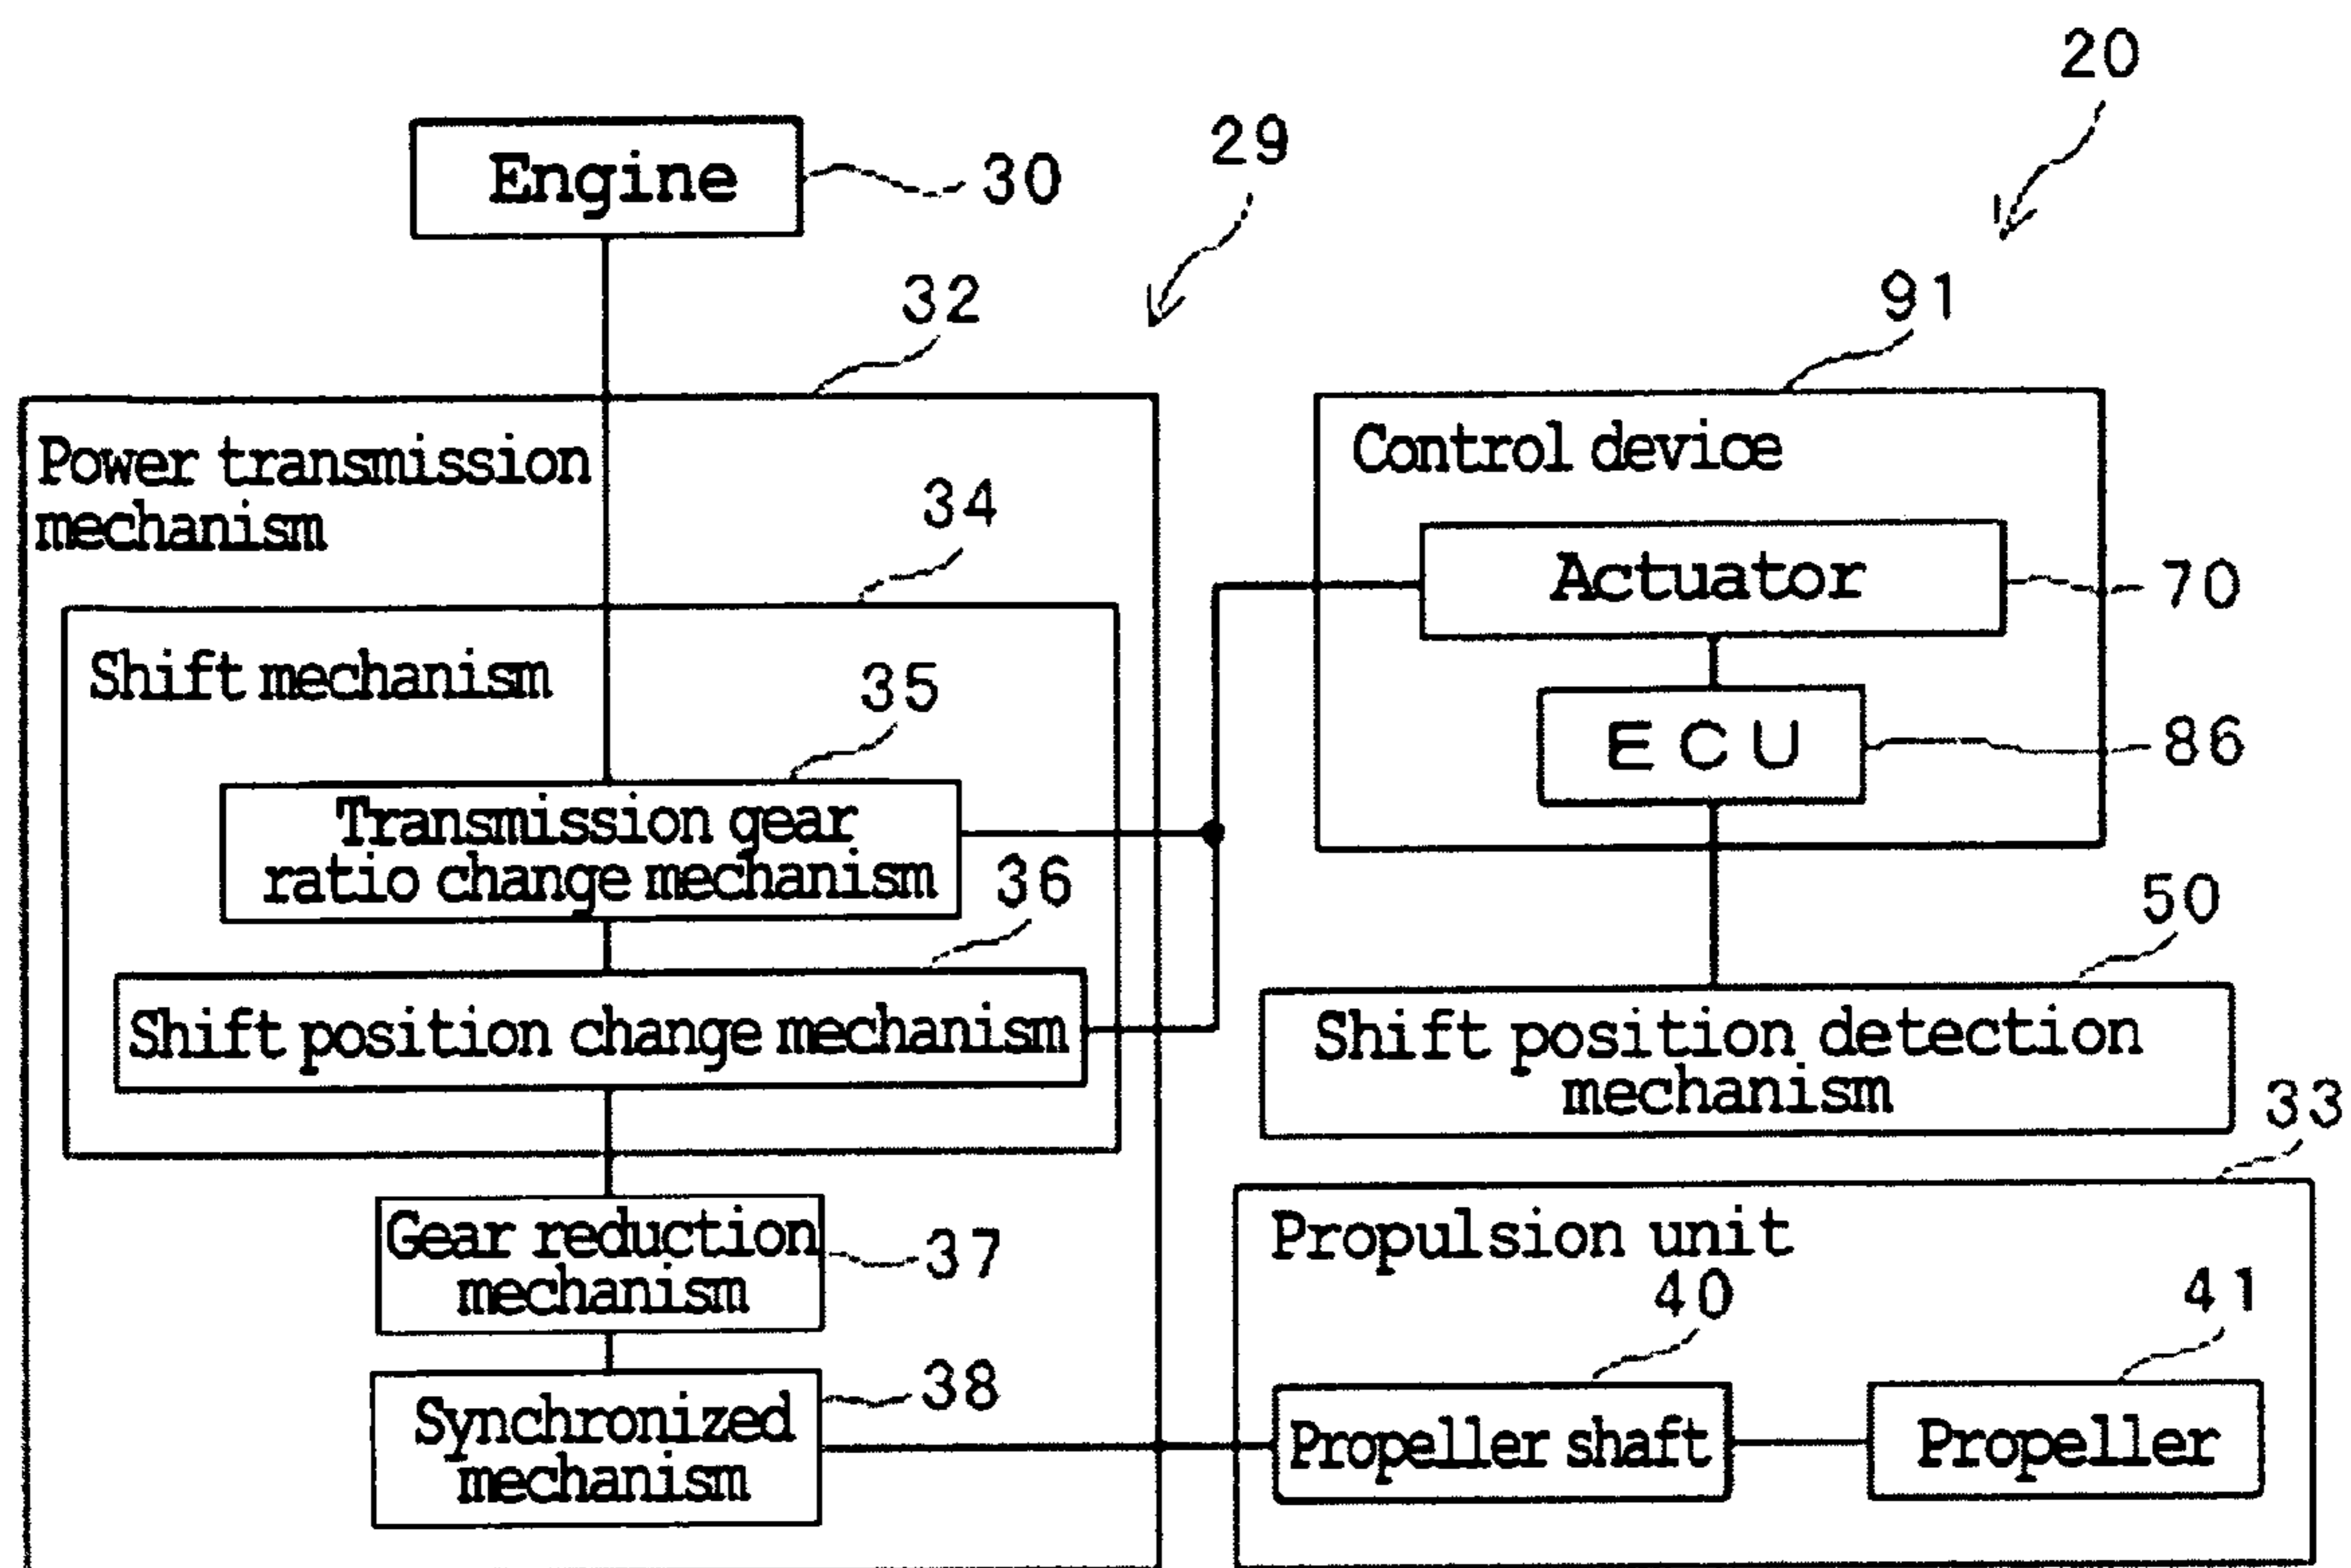 20
29
Engine
30
32
91
Power transmission
mechanism
Control device
34
Actuator
70
Shift mechanism
35
ECU
86
Transmission gear
ratio change mechanism
36
50
Shift position change mechanism
Shift position detection
mechanism
33
Gear reduction
mechanism
37
Propulsion unit
40
41
Synchronized
mechanism
38
Propeller shaft
Propeller